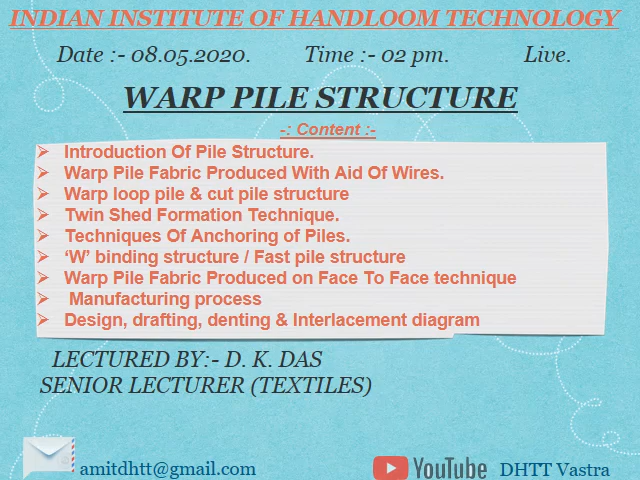 INDIAN INSTITUTE OF HANDLOOM TECHNOLOGY
Date :- 08.05.2020. Time :- 02 pm. Live.
WARP PILE STRUCTURE
-: Content :-
➢ Introduction Of Pile Structure.
➢ Warp Pile Fabric Produced With Aid Of Wires.
➢ Warp loop pile & cut pile structure
➢ Twin Shed Formation Technique.
➢ Techniques Of Anchoring of Piles.
➢ ‘W’ binding structure / Fast pile structure
➢ Warp Pile Fabric Produced on Face To Face technique
➢ Manufacturing process
➢ Design, drafting, denting & Interlacement diagram
LECTURED BY:- D. K. DAS
SENIOR LECTURER (TEXTILES)
amitdhtt@gmail.com YouTube DHTT Vastra